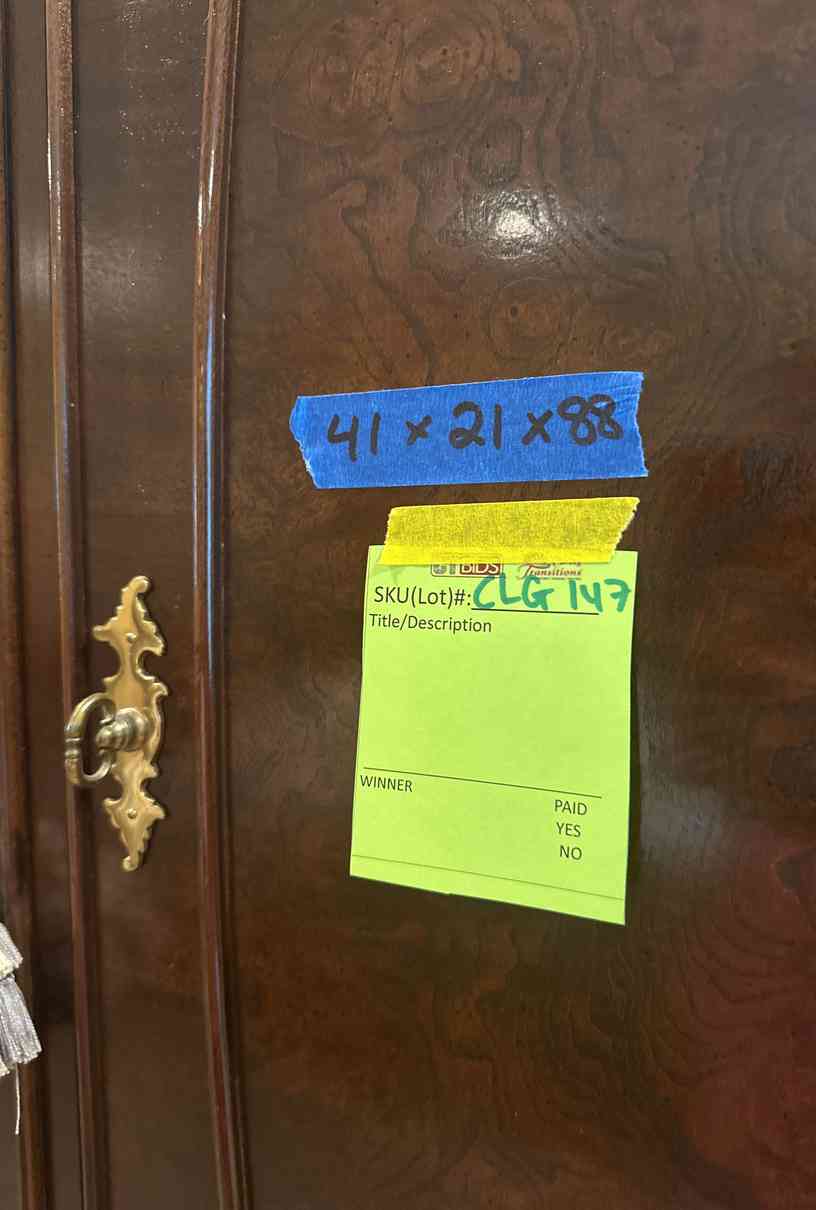 41 x 21 x 88
BIDS
Transitions
SKU(Lot)#: CLG 147
Title/Description
WINNER
PAID
YES
NO